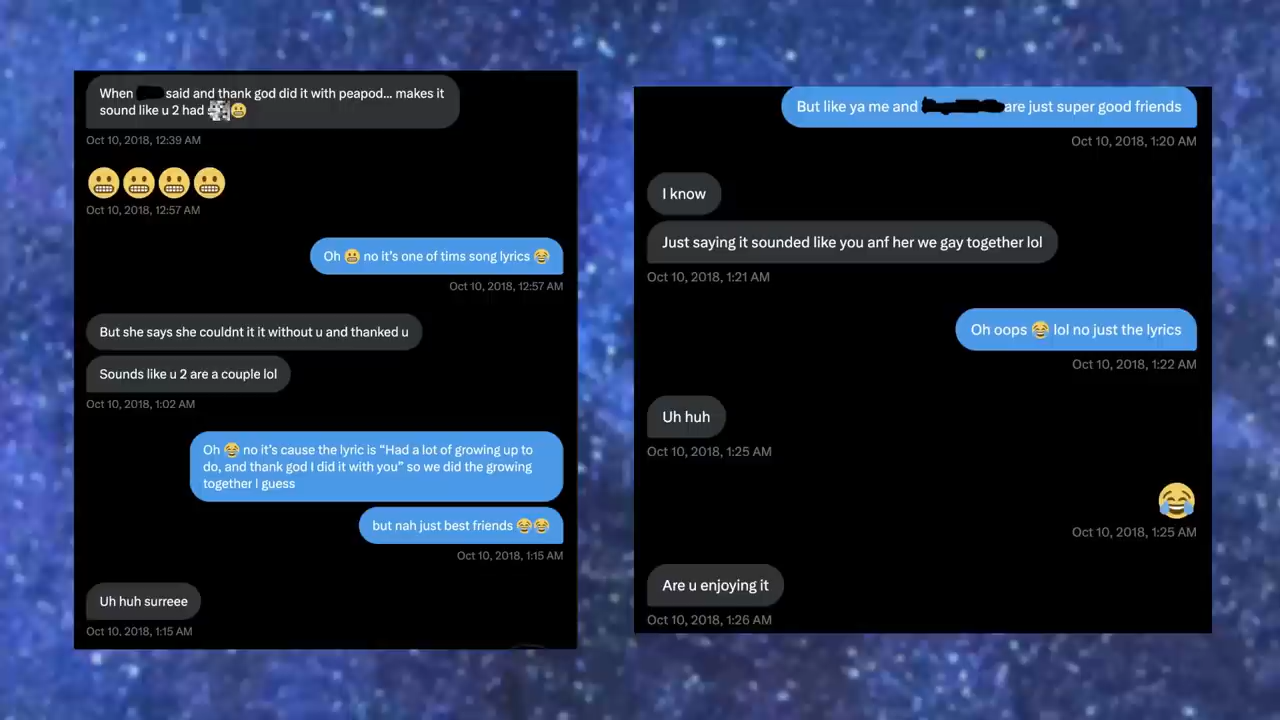 When said and thank god did it with peapod... makes it
sound like u 2 had 😬
Oct 10, 2018, 12:39 AM
😬😬😬😬
Oct 10, 2018, 12:57 AM
Oh 😬 no it's one of tims song lyrics 😂
Oct 10, 2018, 12:57 AM
But she says she couldnt it it without u and thanked u
Sounds like u 2 are a couple lol
Oct 10, 2018, 1:02 AM
Oh 😂 no it's cause the lyric is “Had a lot of growing up to
do, and thank god I did it with you” so we did the growing
together I guess
but nah just best friends 😂😂
Oct 10, 2018, 1:15 AM
Uh huh surreee
Oct 10, 2018, 1:15 AM
But like ya me and are just super good friends
Oct 10, 2018, 1:20 AM
I know
Just saying it sounded like you anf her we gay together lol
Oct 10, 2018, 1:21 AM
Oh oops 😂 lol no just the lyrics
Oct 10, 2018, 1:22 AM
Uh huh
Oct 10, 2018, 1:25 AM
😂
Oct 10, 2018, 1:25 AM
Are u enjoying it
Oct 10, 2018, 1:26 AM